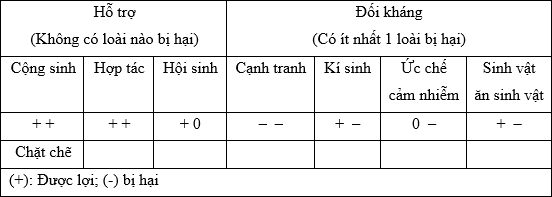 Hỗ trợ
(Không có loài nào bị hại)
Đối kháng
(Có ít nhất 1 loài bị hại)
Cộng sinh
Hợp tác
Hội sinh
Cạnh tranh
Kí sinh
Ức chế
cảm nhiễm
Sinh vật
ăn sinh vật
+ +
+ +
+ 0
– –
+ –
0 –
+ –
Chặt chẽ
(+): Được lợi; (-) bị hại